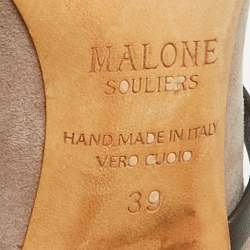 MALONE
SOULIERS
HAND MADE IN ITALY
VERO CUOIO
39